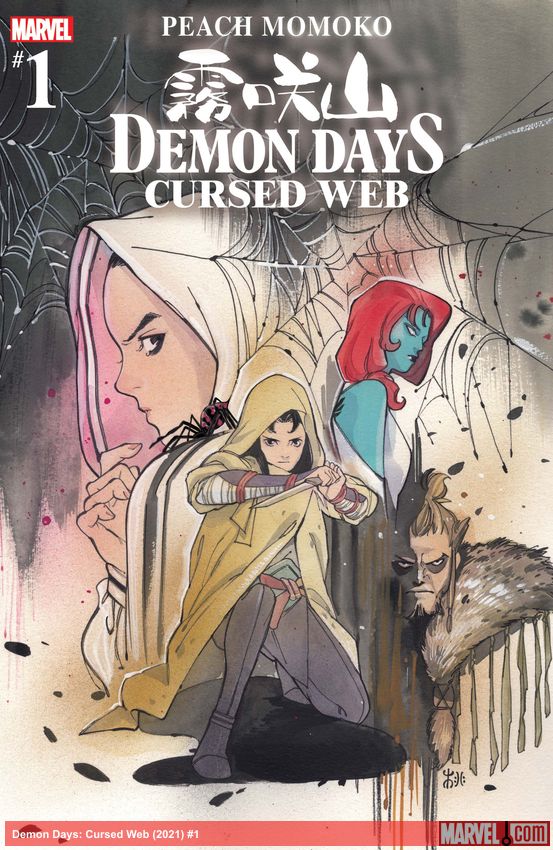 MARVEL
PEACH MOMOKO
#1
霧咲山
DEMON DAYS
CURSED WEB
Demon Days: Cursed Web (2021) #1
MARVEL.com